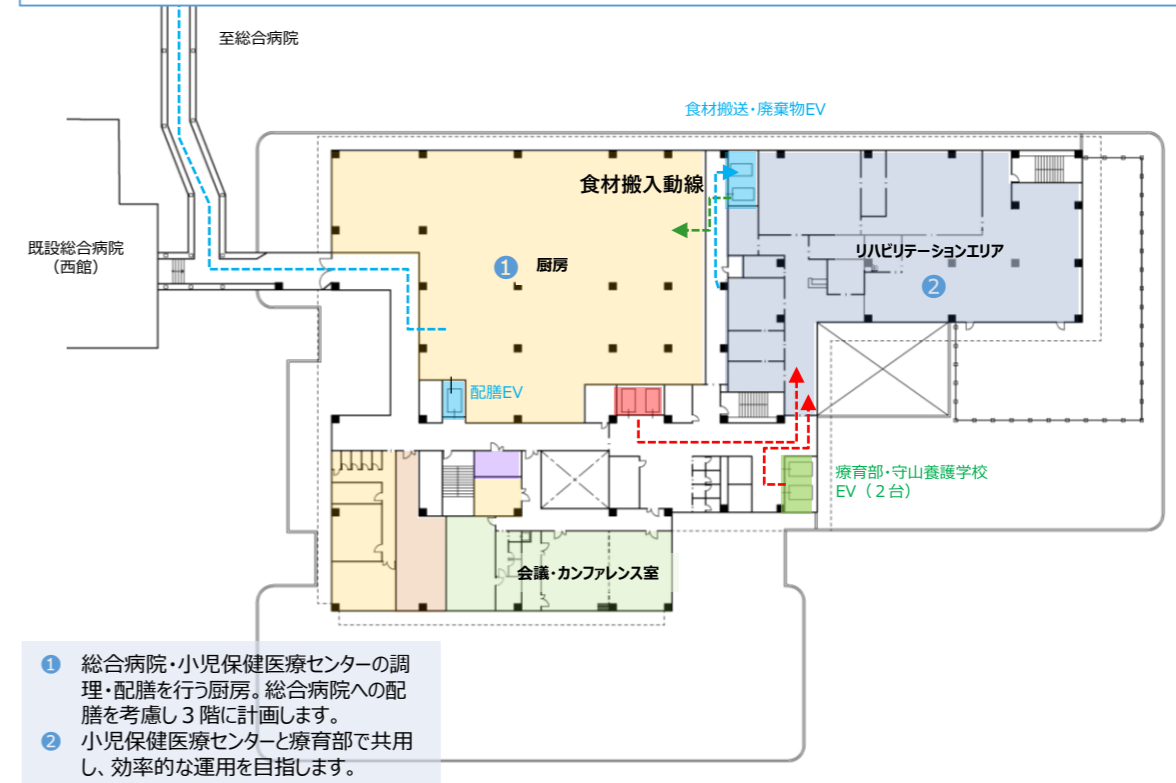 至総合病院
食材搬送・廃棄物EV
食材搬入動線
既設総合病院
（西館）
1 厨房
リハビリテーションエリア
2
配膳EV
療育部・守山養護学校
EV（２台）
会議・カンファレンス室
1 総合病院・小児保健医療センターの調
理・配膳を行う厨房。総合病院への配
膳を考慮し３階に計画します。
2 小児保健医療センターと療育部で共用
し、効率的な運用を目指します。